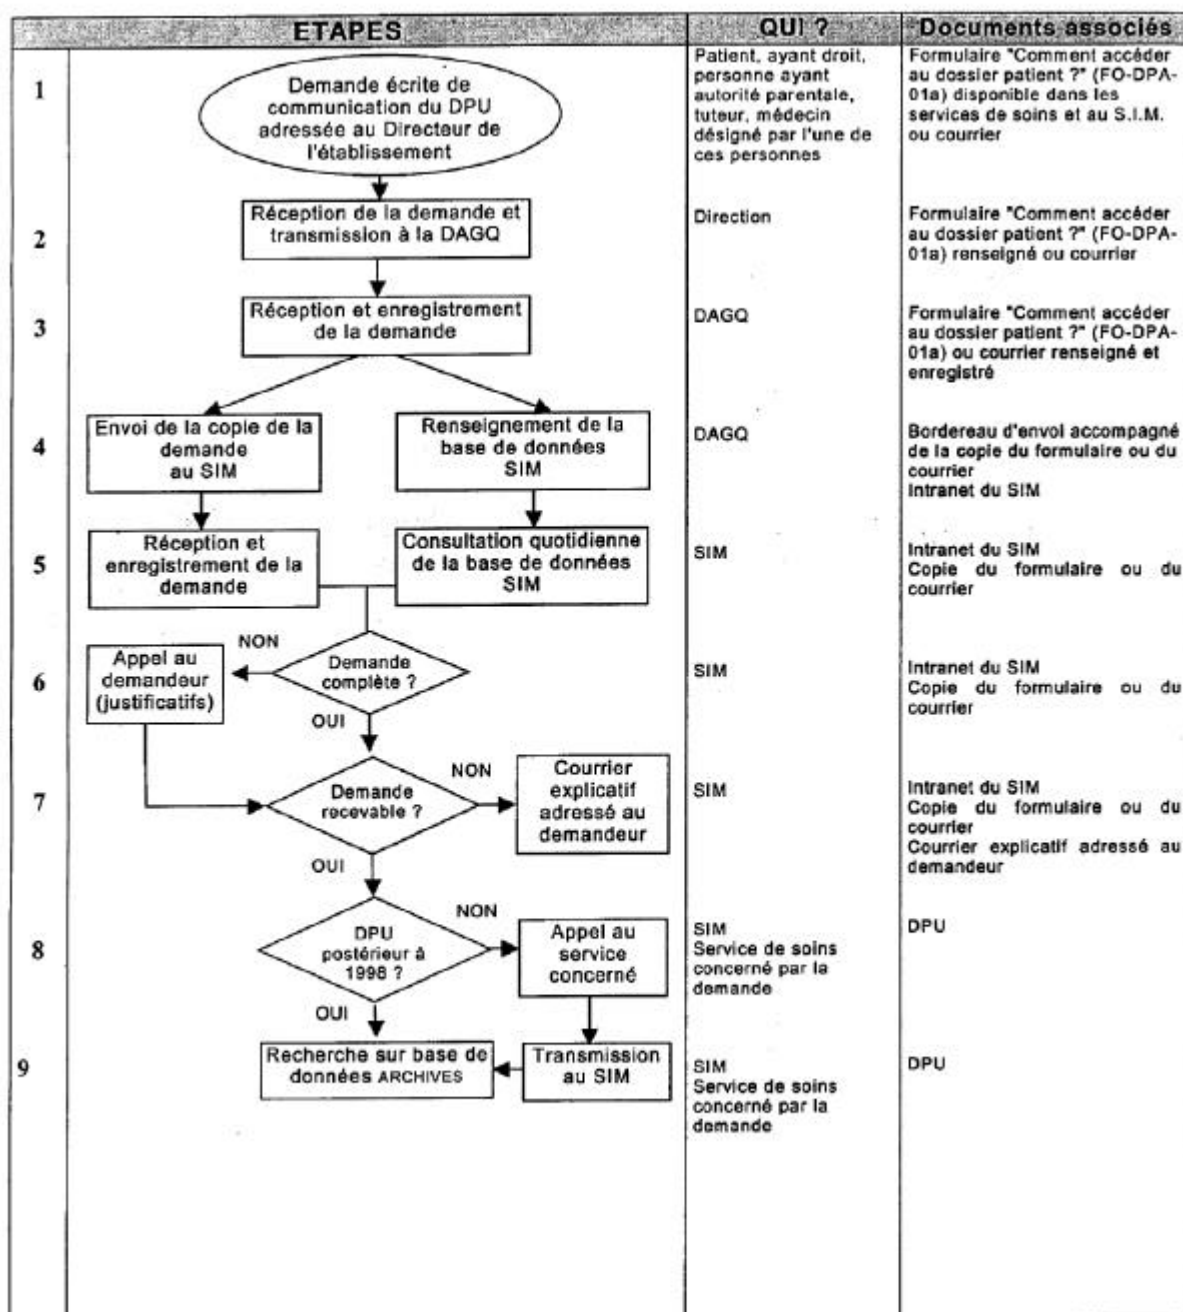 ETAPES
QUI ?
Documents associés
1
Demande écrite de
communication du DPU
adressée au Directeur de
l'établissement
Patient, ayant droit,
personne ayant
autorité parentale,
tuteur, médecin
désigné par l'une de
ces personnes
Formulaire "Comment accéder
au dossier patient ?" (FO-DPA-
01a) disponible dans les
services de soins et au S.I.M.
ou courrier
2
Réception de la demande et
transmission à la DAGQ
Direction
Formulaire "Comment accéder
au dossier patient ?" (FO-DPA-
01a) renseigné ou courrier
3
Réception et enregistrement
de la demande
DAGQ
Formulaire "Comment accéder
au dossier patient ?" (FO-DPA-
01a) ou courrier renseigné et
enregistré
4
Envoi de la copie de la
demande
au SIM
Renseignement de la
base de données
SIM
DAGQ
Bordereau d'envoi accompagné
de la copie du formulaire ou du
courrier
Intranet du SIM
5
Réception et
enregistrement de la
demande
Consultation quotidienne
de la base de données
SIM
SIM
Intranet du SIM
Copie du formulaire ou du
courrier
6
Appel au
demandeur
(justificatifs)
NON
Demande
complète ?
OUI
SIM
Intranet du SIM
Copie du formulaire ou du
courrier
7
Demande
recevable ?
NON
Courrier
explicatif
adressé au
demandeur
OUI
SIM
Intranet du SIM
Copie du formulaire ou du
courrier
Courrier explicatif adressé au
demandeur
8
DPU
postérieur à
1998 ?
NON
Appel au
service
concerné
OUI
SIM
Service de soins
concerné par la
demande
DPU
9
Recherche sur base de
données ARCHIVES
Transmission
au SIM
SIM
Service de soins
concerné par la
demande
DPU